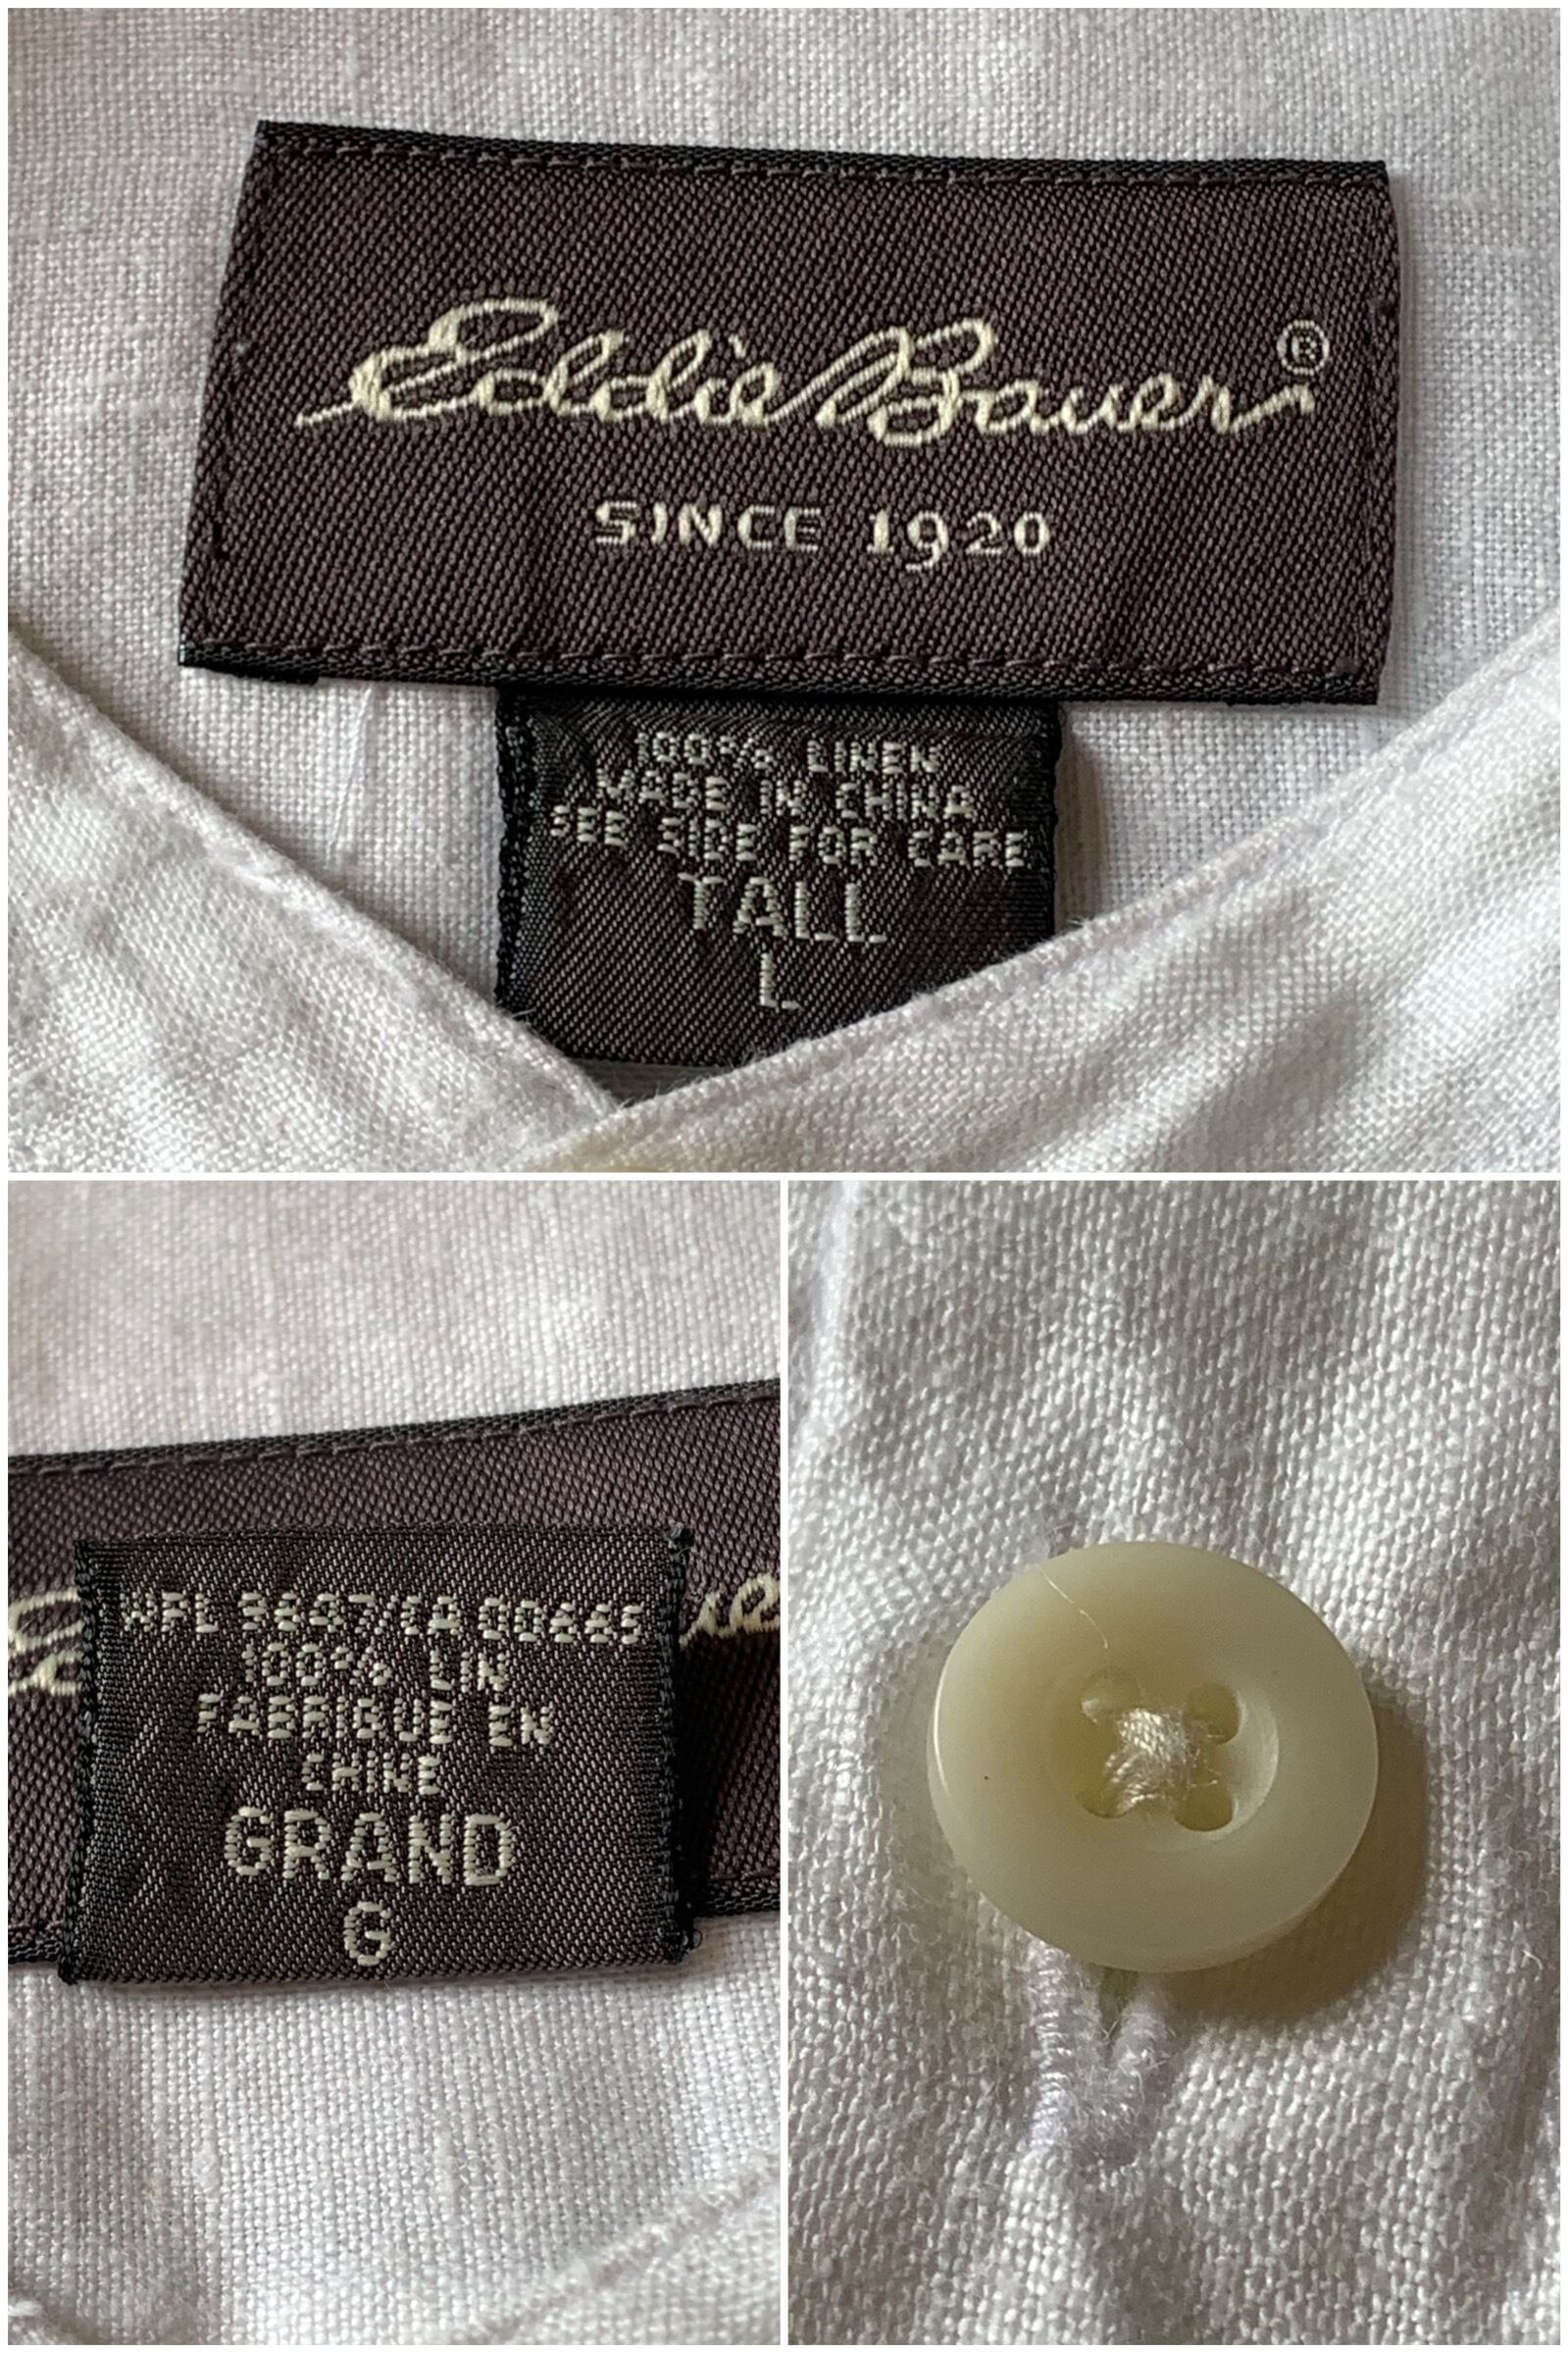 Eddie Bauer®
SINCE 1920
100% LINEN
MADE IN CHINA
SEE SIDE FOR CARE
TALL
L
100% LIN
FABRIQUE EN
CHINE
GRAND
G